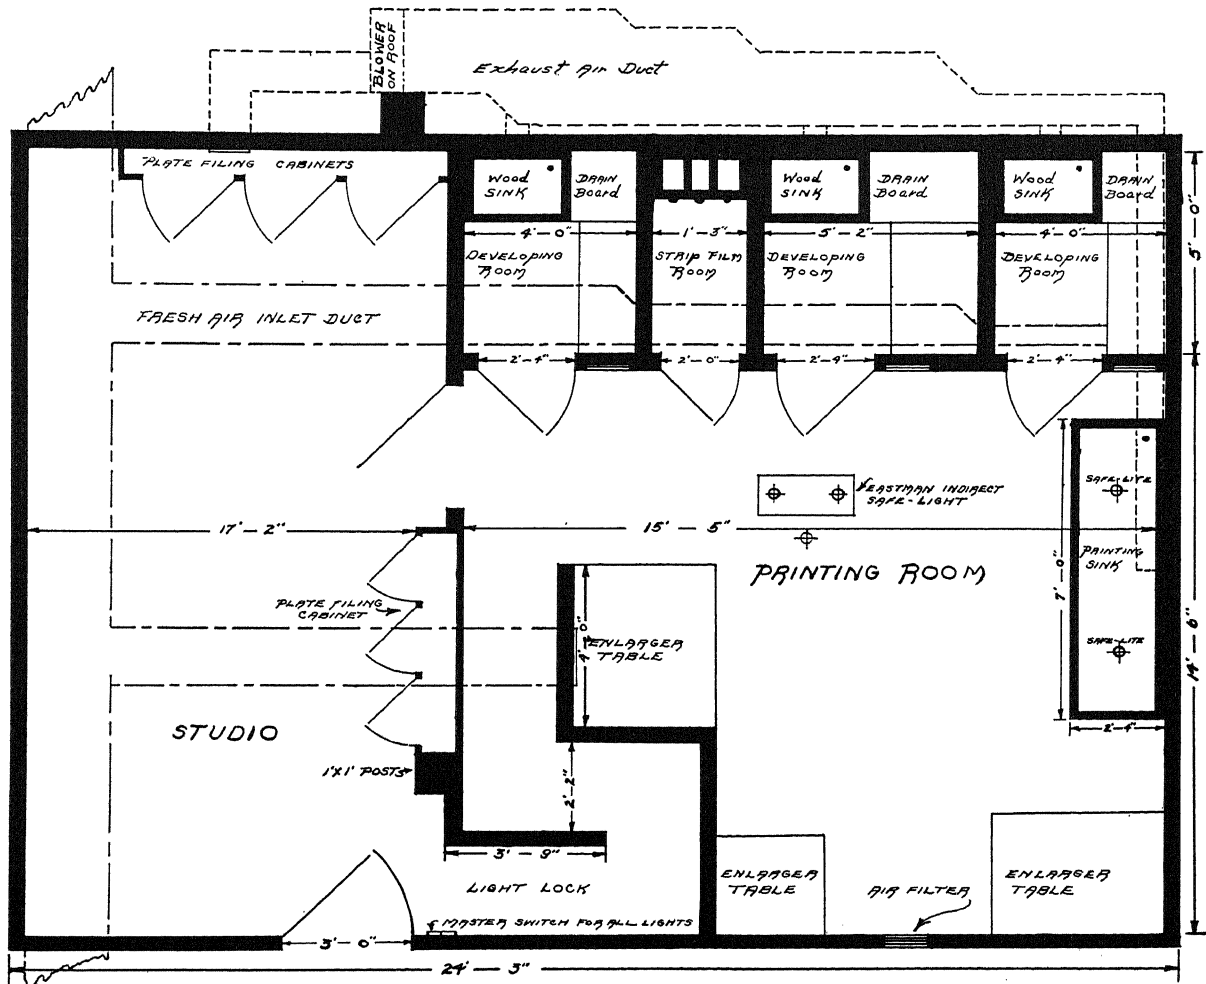 BLOWER
ON ROOF
Exhaust Air Duct
PLATE FILING CABINETS
Wood
SINK
DRAIN
Board
Wood
SINK
DRAIN
Board
Wood
SINK
DRAIN
Board
4'-0"
1'-3"
5'-2"
4'-0"
5'-0"
DEVELOPING
ROOM
STRIP FILM
ROOM
DEVELOPING
ROOM
DEVELOPING
ROOM
FRESH AIR INLET DUCT
2'-4"
2'-0"
2'-4"
2'-4"
EASTMAN INDIRECT
SAFE-LIGHT
SAFE-LITE
17'-2"
15'-5"
PRINTING
SINK
PRINTING ROOM
7'-0"
PLATE FILING
CABINET
4'-0"
ENLARGER
TABLE
SAFE-LITE
14'-6"
STUDIO
2'-4"
1'X1' POSTS
2'-2"
3'-9"
LIGHT LOCK
ENLARGER
TABLE
AIR FILTER
ENLARGER
TABLE
MASTER SWITCH FOR ALL LIGHTS
3'-0"
24'-3"